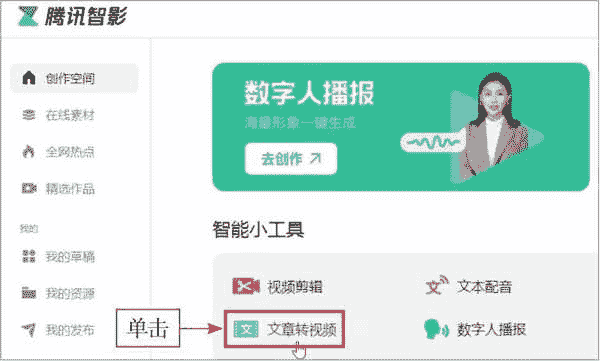 腾讯智影
创作空间
在线素材
全网热点
精选作品
我的
我的草稿
我的资源
我的发布
数字人播报
海量形象一键生成
去创作
智能小工具
视频剪辑
文本配音
单击
文章转视频
数字人播报